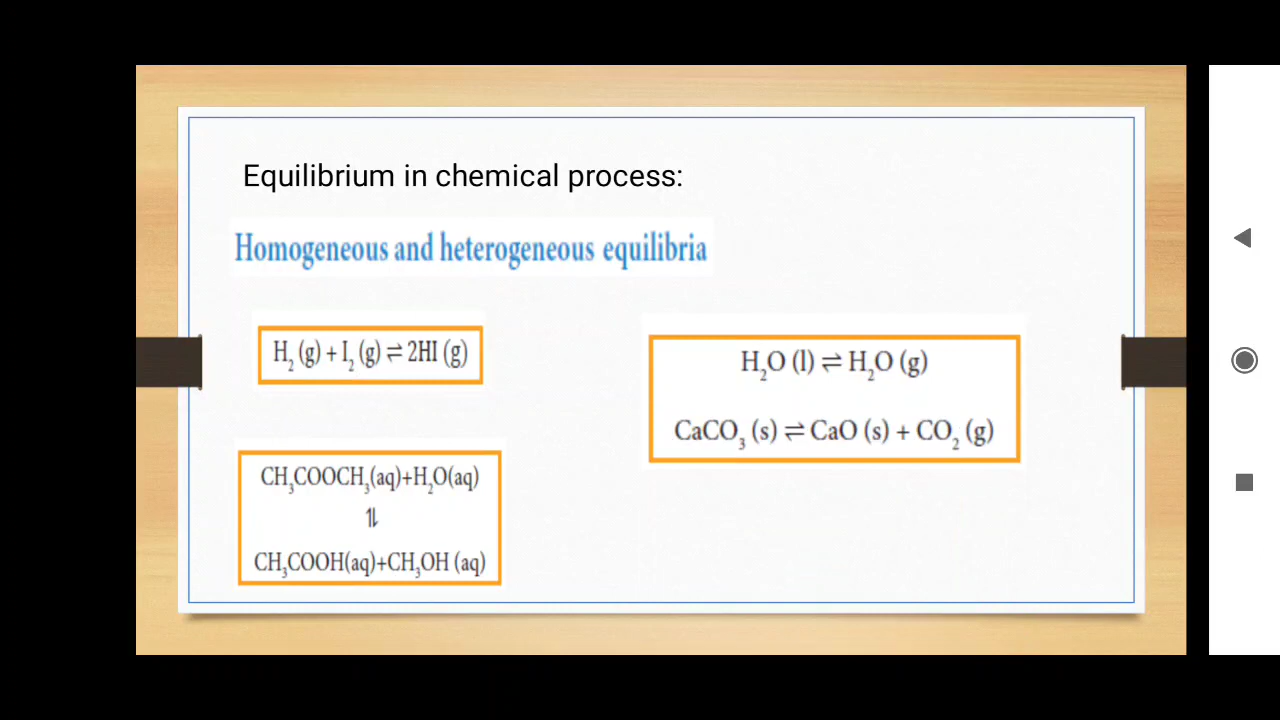 Equilibrium in chemical process:
Homogeneous and heterogeneous equilibria
H₂ (g) + I₂ (g) ⇌ 2HI (g)
CH₃COOCH₃(aq)+H₂O(aq)
⥮
CH₃COOH(aq)+CH₃OH (aq)
H₂O (l) ⇌ H₂O (g)
CaCO₃ (s) ⇌ CaO (s) + CO₂ (g)